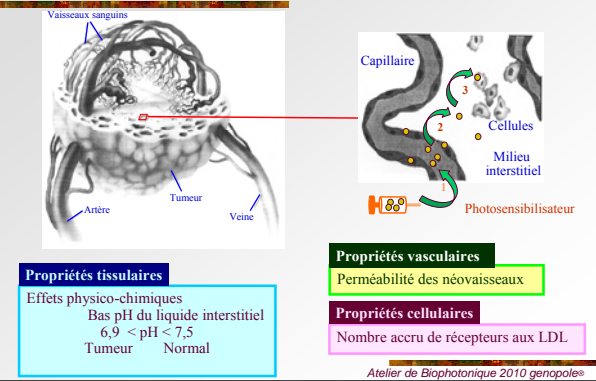 Vaisseaux sanguins
Artère
Tumeur
Veine
Capillaire
3
2
Cellules
Milieu
interstitiel
1
Photosensibilisateur
Propriétés tissulaires
Effets physico-chimiques
Bas pH du liquide interstitiel
6,9 < pH < 7,5
Tumeur Normal
Propriétés vasculaires
Perméabilité des néovaisseaux
Propriétés cellulaires
Nombre accru de récepteurs aux LDL
Atelier de Biophotonique 2010 genopole®